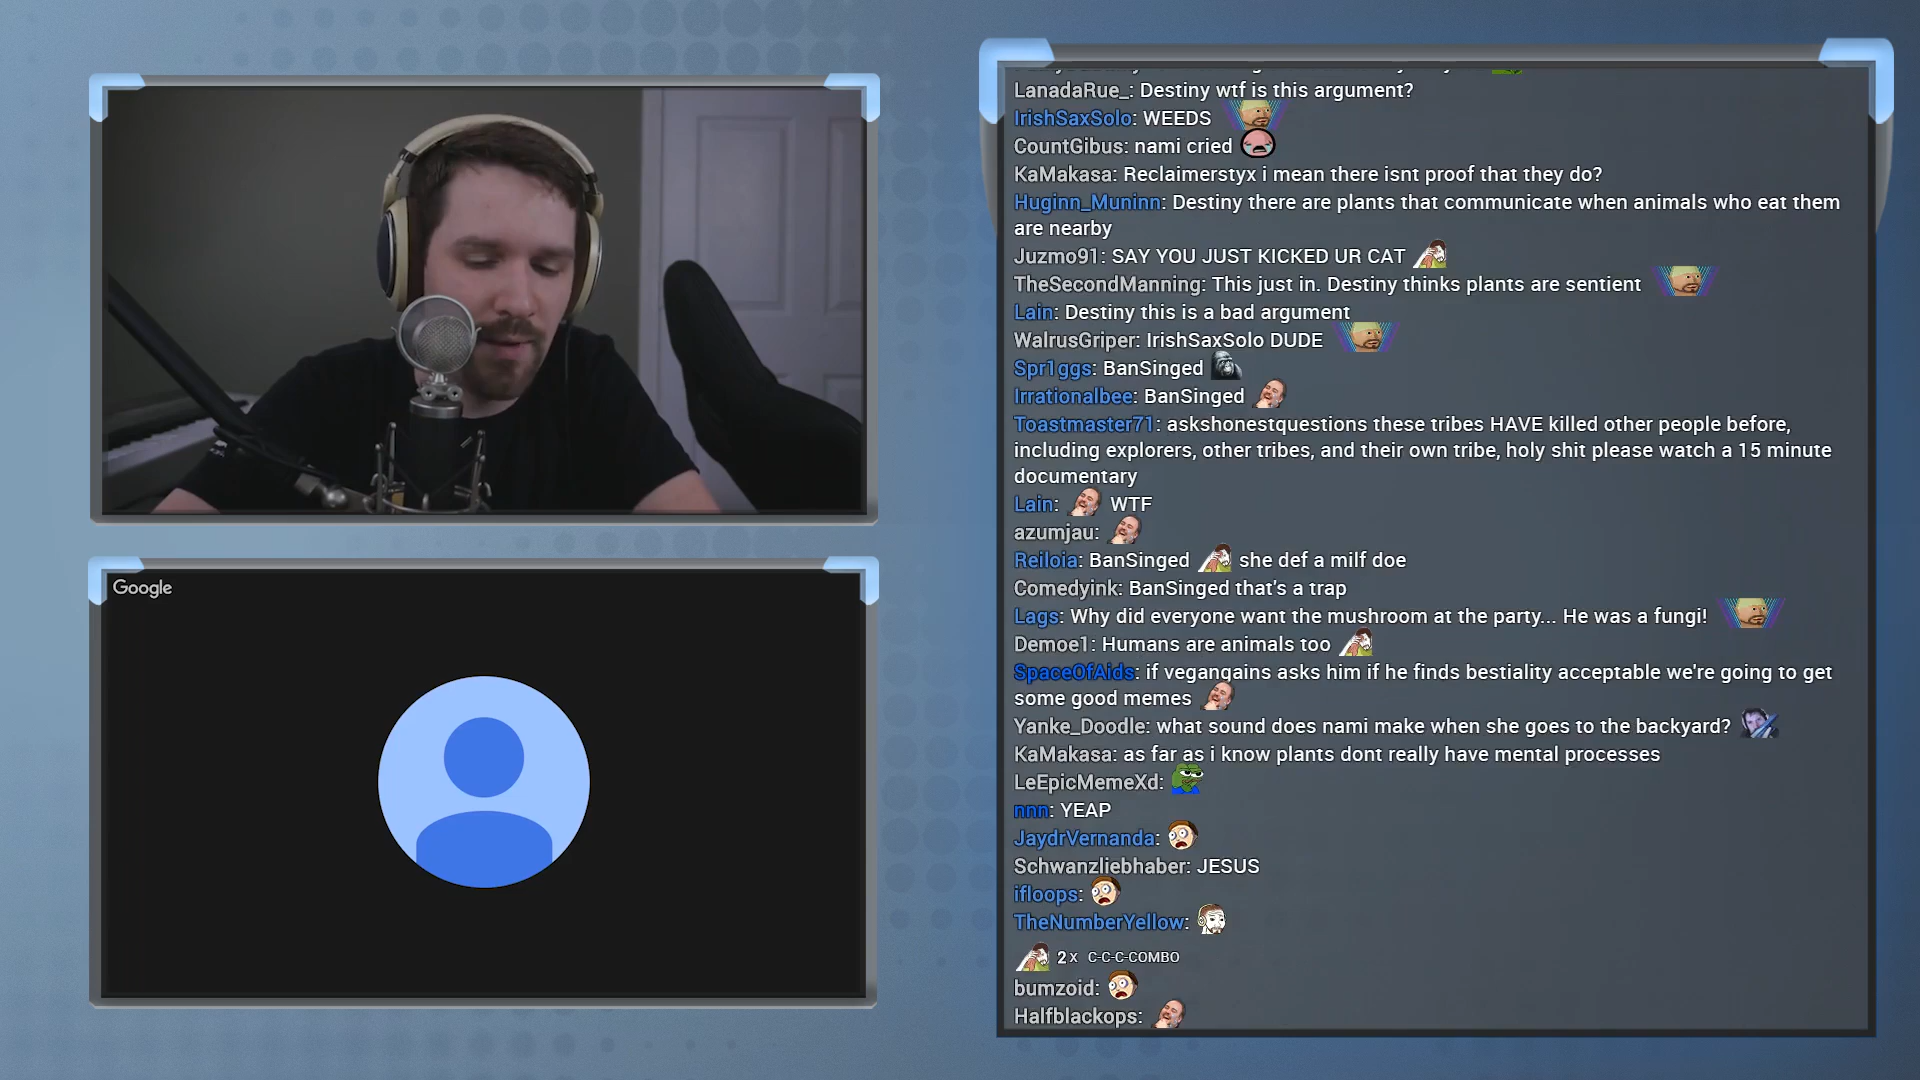 LanadaRue_: Destiny wtf is this argument?
IrishSaxSolo: WEEDS
CountGibus: nami cried
KaMakasa: Reclaimerstyx i mean there isnt proof that they do?
Huginn_Muninn: Destiny there are plants that communicate when animals who eat them
are nearby
Juzmo91: SAY YOU JUST KICKED UR CAT
TheSecondManning: This just in. Destiny thinks plants are sentient
Lain: Destiny this is a bad argument
WalrusGriper: IrishSaxSolo DUDE
Spr1ggs: BanSinged
Irrationalbee: BanSinged
Toastmaster71: askshonestquestions these tribes HAVE killed other people before,
including explorers, other tribes, and their own tribe, holy shit please watch a 15 minute
documentary
Lain: WTF
azumjau:
Reiloia: BanSinged she def a milf doe
Comedyink: BanSinged that's a trap
Lags: Why did everyone want the mushroom at the party... He was a fungi!
Demoe1: Humans are animals too
SpaceOfAids: if vegangains asks him if he finds bestiality acceptable we're going to get
some good memes
Yanke_Doodle: what sound does nami make when she goes to the backyard?
KaMakasa: as far as i know plants dont really have mental processes
LeEpicMemeXd:
nnn: YEAP
JaydrVernanda:
Schwanzliebhaber: JESUS
ifloops:
TheNumberYellow:
2x C-C-C-COMBO
bumzoid:
Halfblackops:
Google